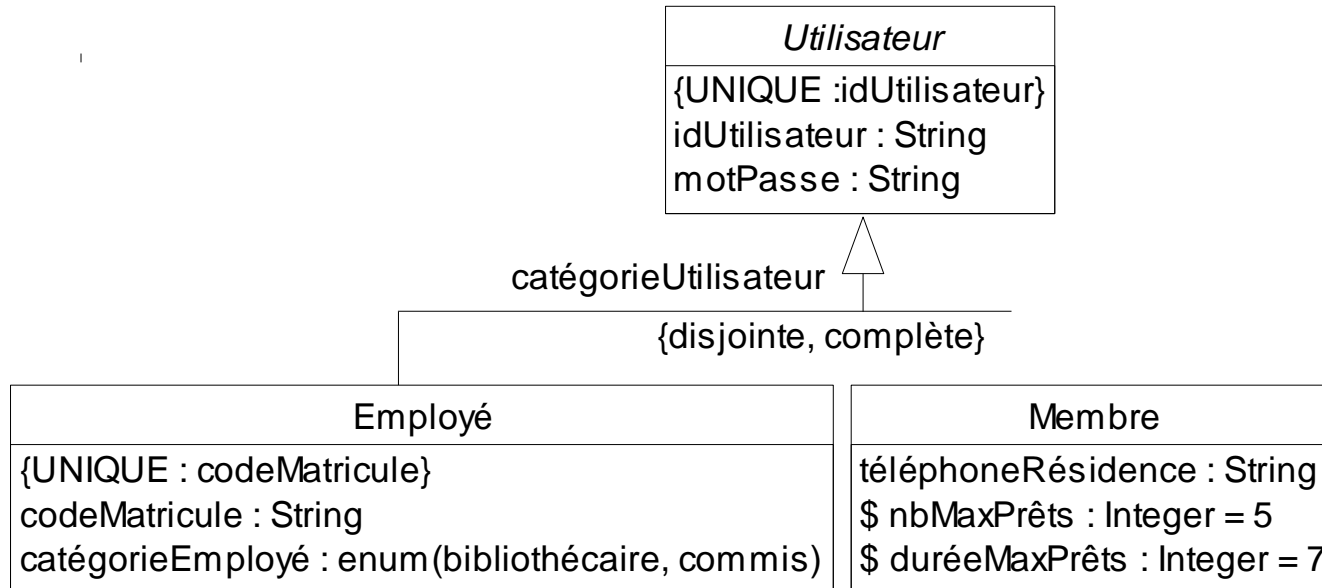 Utilisateur
{UNIQUE :idUtilisateur}
idUtilisateur : String
motPasse : String
catégorieUtilisateur
{disjointe, complète}
Employé
{UNIQUE : codeMatricule}
codeMatricule : String
catégorieEmployé : enum(bibliothécaire, commis)
Membre
téléphoneRésidence : String
$ nbMaxPrêts : Integer = 5
$ duréeMaxPrêts : Integer = 7